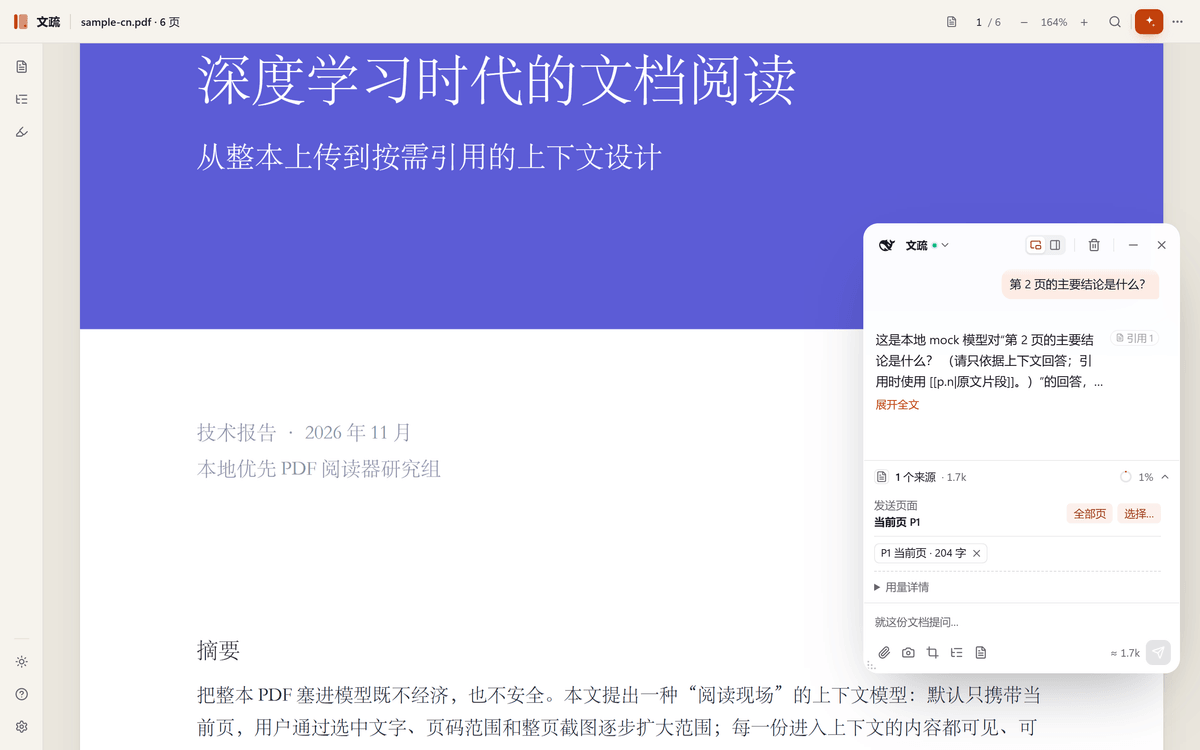 文疏
sample-cn.pdf · 6 页
1 / 6
164%
深度学习时代的文档阅读
从整本上传到按需引用的上下文设计
技术报告 · 2026 年 11 月
本地优先 PDF 阅读器研究组
摘要
把整本 PDF 塞进模型既不经济，也不安全。本文提出一种“阅读现场”的上下文模型：默认只携带当
前页，用户通过选中文字、页码范围和整页截图逐步扩大范围；每一份进入上下文的内容都可见、可
文疏
第 2 页的主要结论是什么？
这是本地 mock 模型对“第 2 页的主要结
论是什么？ （请只依据上下文回答；引
用时使用 [[p.n|原文片段]]。）”的回答，...
引用 1
展开全文
1 个来源 · 1.7k
1%
发送页面
当前页 P1
全部页
选择...
P1 当前页 · 204 字
用量详情
就这份文档提问...
≈ 1.7k